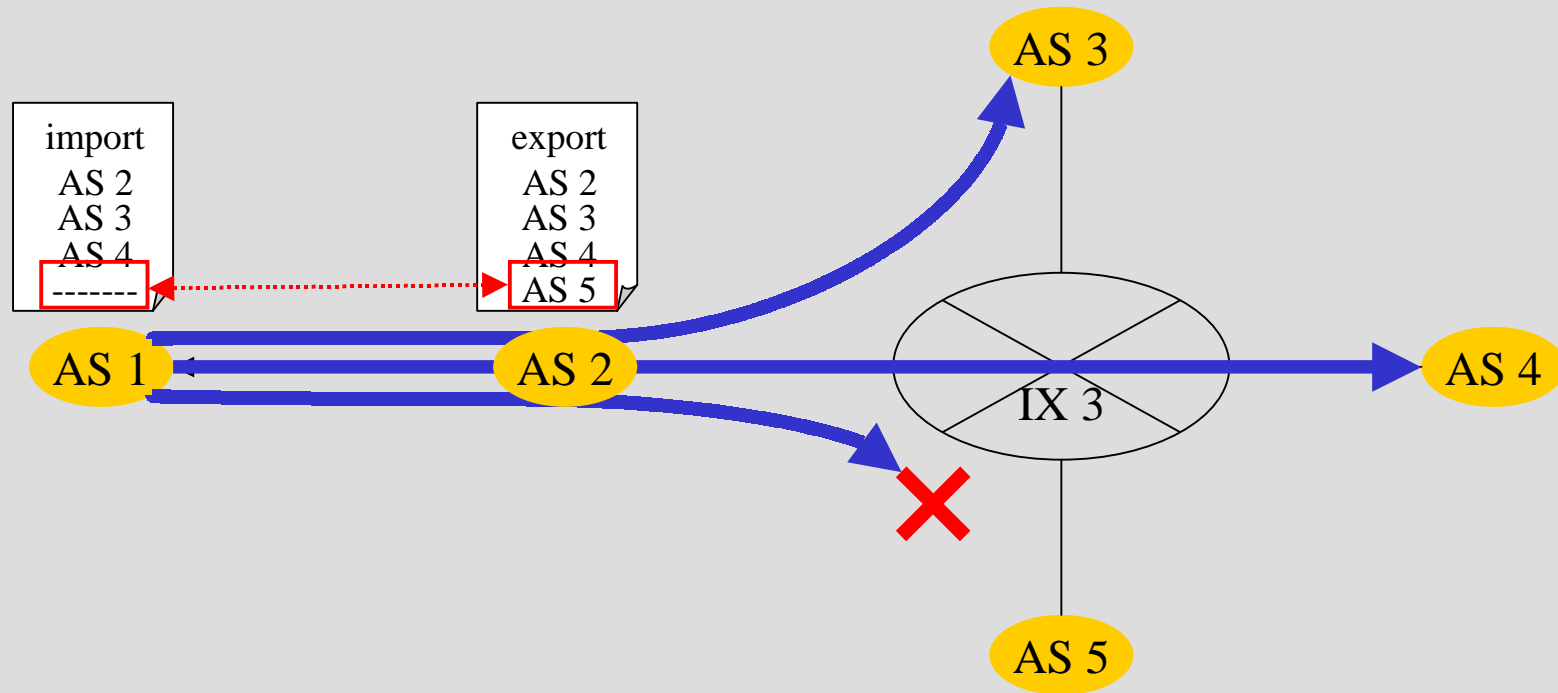 AS 3
import
AS 2
AS 3
AS 4
-------
export
AS 2
AS 3
AS 4
AS 5
AS 1
AS 2
IX 3
AS 4
AS 5